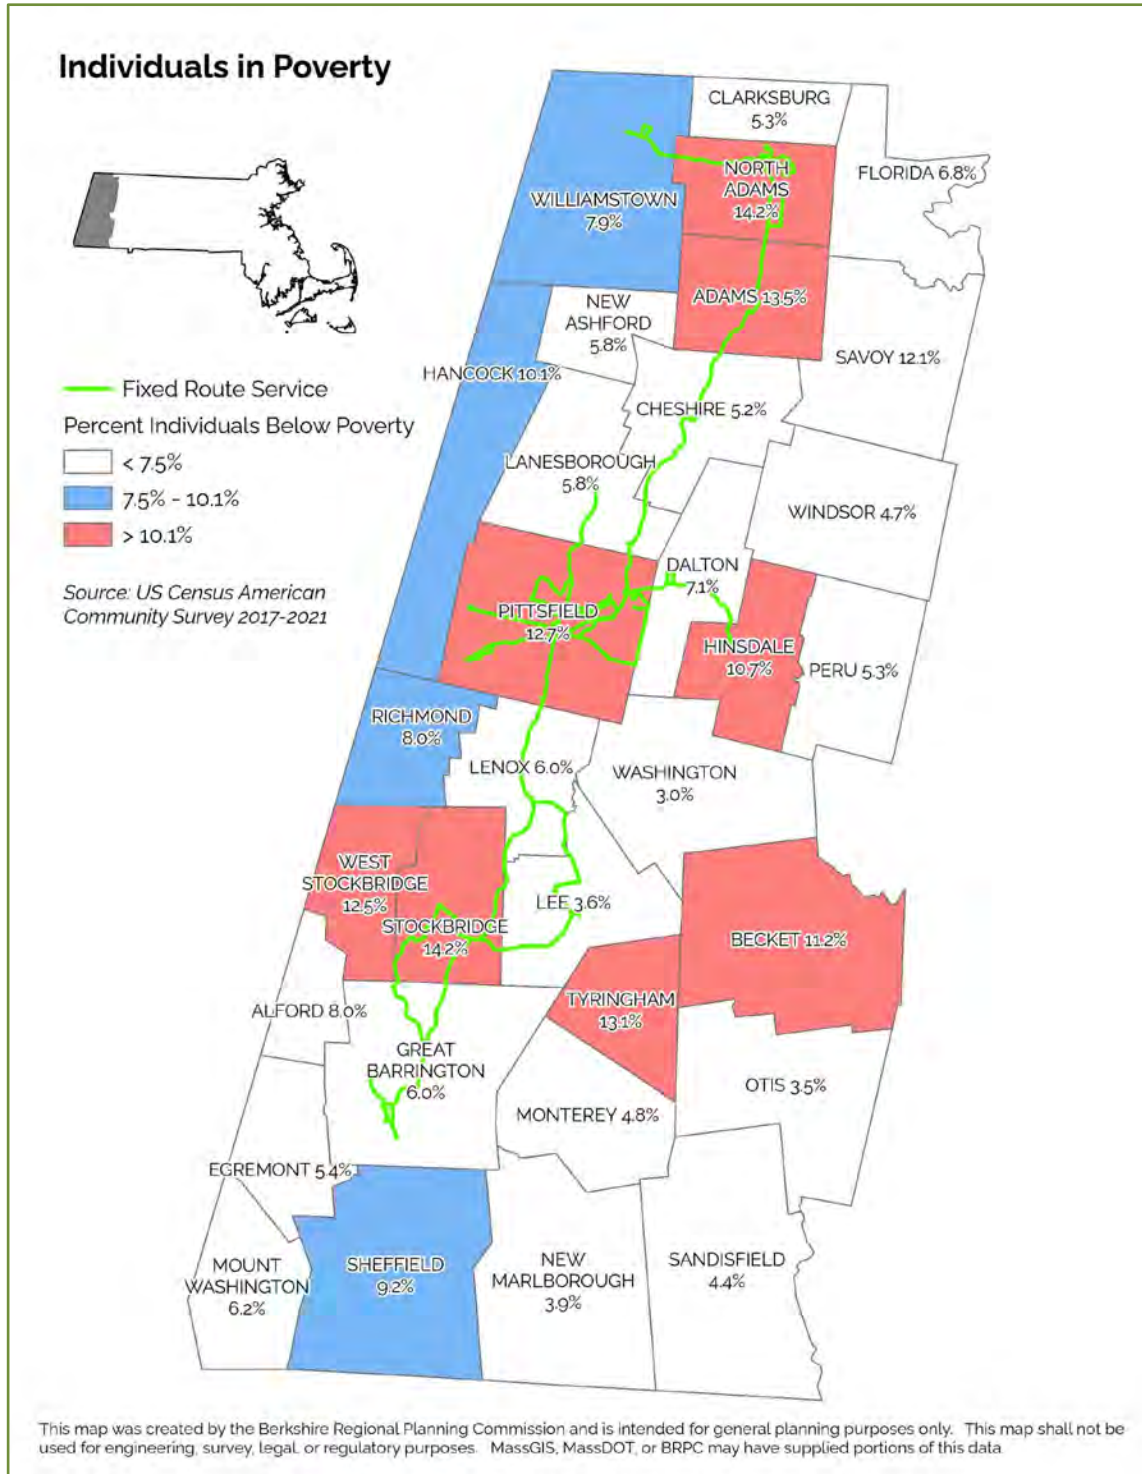 Individuals in Poverty
CLARKSBURG
5.3%
FLORIDA 6.8%
NORTH
ADAMS
14.2%
WILLIAMSTOWN
7.9%
ADAMS 13.5%
NEW
ASHFORD
5.8%
SAVOY 12.1%
HANCOCK 10.1%
CHESHIRE 5.2%
Fixed Route Service
Percent Individuals Below Poverty
< 7.5%
7.5% - 10.1%
> 10.1%
Source: US Census American
Community Survey 2017-2021
LANESBOROUGH
5.8%
WINDSOR 4.7%
DALTON
7.1%
PITTSFIELD
12.7%
HINSDALE
10.7%
PERU 5.3%
RICHMOND
8.0%
LENOX 6.0%
WASHINGTON
3.0%
WEST
STOCKBRIDGE
12.5%
LEE 3.6%
STOCKBRIDGE
14.2%
BECKET 11.2%
TYRINGHAM
13.1%
ALFORD 8.0%
GREAT
BARRINGTON
6.0%
OTIS 3.5%
MONTEREY 4.8%
EGREMONT 5.4%
MOUNT
WASHINGTON
6.2%
SHEFFIELD
9.2%
NEW
MARLBOROUGH
3.9%
SANDISFIELD
4.4%
This map was created by the Berkshire Regional Planning Commission and is intended for general planning purposes only. This map shall not be
used for engineering, survey, legal, or regulatory purposes. MassGIS, MassDOT, or BRPC may have supplied portions of this data